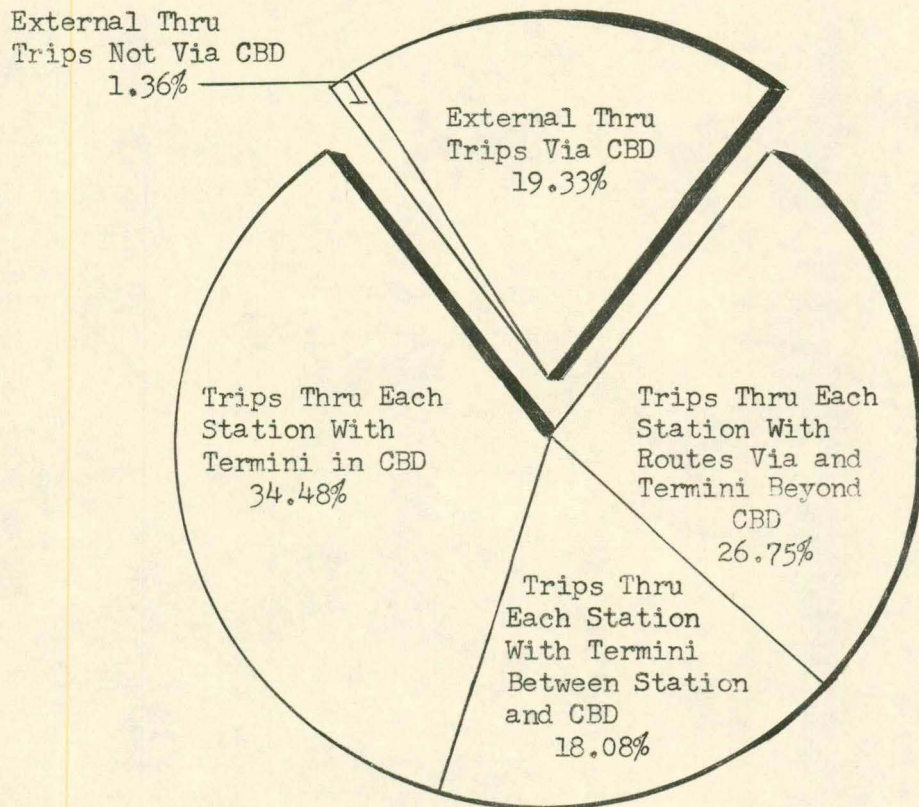 External Thru
Trips Not Via CBD
1.36%
External Thru
Trips Via CBD
19.33%
Trips Thru Each
Station With
Termini in CBD
34.48%
Trips Thru Each
Station With
Routes Via and
Termini Beyond
CBD
26.75%
Trips Thru
Each Station
With Termini
Between Station
and CBD
18.08%